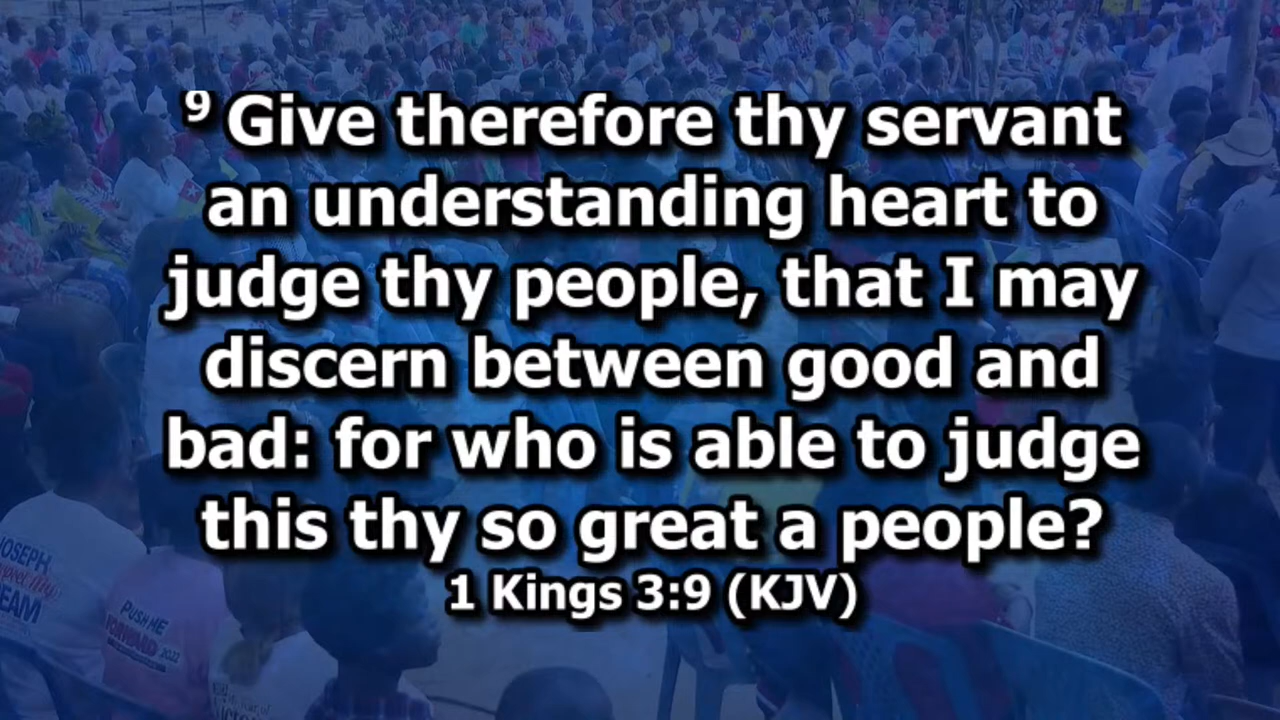 ⁹ Give therefore thy servant
an understanding heart to
judge thy people, that I may
discern between good and
bad: for who is able to judge
this thy so great a people?
1 Kings 3:9 (KJV)
JOSEPH
PUSH ME
FORWARD 2022